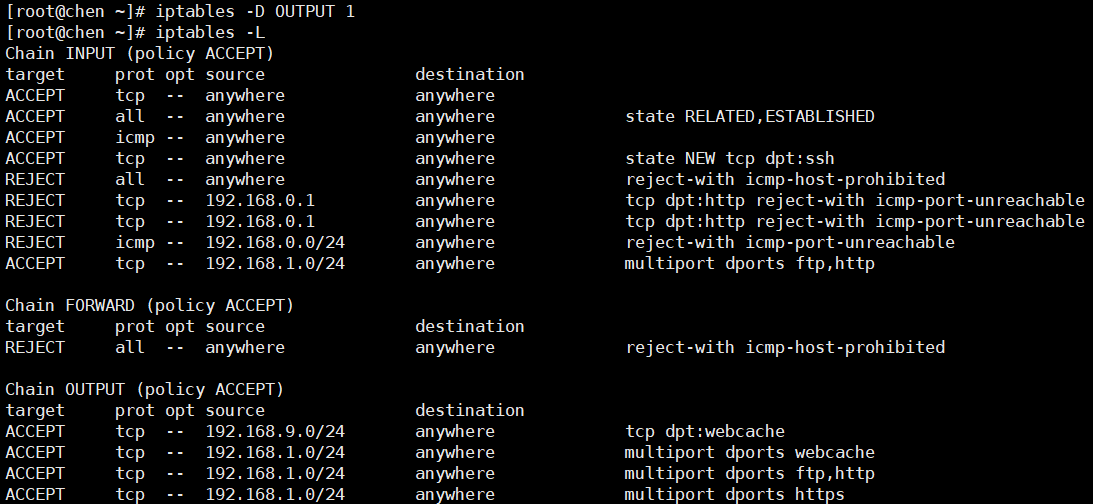 [root@chen ~]# iptables -D OUTPUT 1
[root@chen ~]# iptables -L
Chain INPUT (policy ACCEPT)
target     prot opt source               destination
ACCEPT     tcp  --  anywhere             anywhere
ACCEPT     all  --  anywhere             anywhere             state RELATED,ESTABLISHED
ACCEPT     icmp --  anywhere             anywhere
ACCEPT     tcp  --  anywhere             anywhere             state NEW tcp dpt:ssh
REJECT     all  --  anywhere             anywhere             reject-with icmp-host-prohibited
REJECT     tcp  --  192.168.0.1          anywhere             tcp dpt:http reject-with icmp-port-unreachable
REJECT     tcp  --  192.168.0.1          anywhere             tcp dpt:http reject-with icmp-port-unreachable
REJECT     icmp --  192.168.0.0/24       anywhere             reject-with icmp-port-unreachable
ACCEPT     tcp  --  192.168.1.0/24       anywhere             multiport dports ftp,http

Chain FORWARD (policy ACCEPT)
target     prot opt source               destination
REJECT     all  --  anywhere             anywhere             reject-with icmp-host-prohibited

Chain OUTPUT (policy ACCEPT)
target     prot opt source               destination
ACCEPT     tcp  --  192.168.9.0/24       anywhere             tcp dpt:webcache
ACCEPT     tcp  --  192.168.1.0/24       anywhere             multiport dports webcache
ACCEPT     tcp  --  192.168.1.0/24       anywhere             multiport dports ftp,http
ACCEPT     tcp  --  192.168.1.0/24       anywhere             multiport dports https